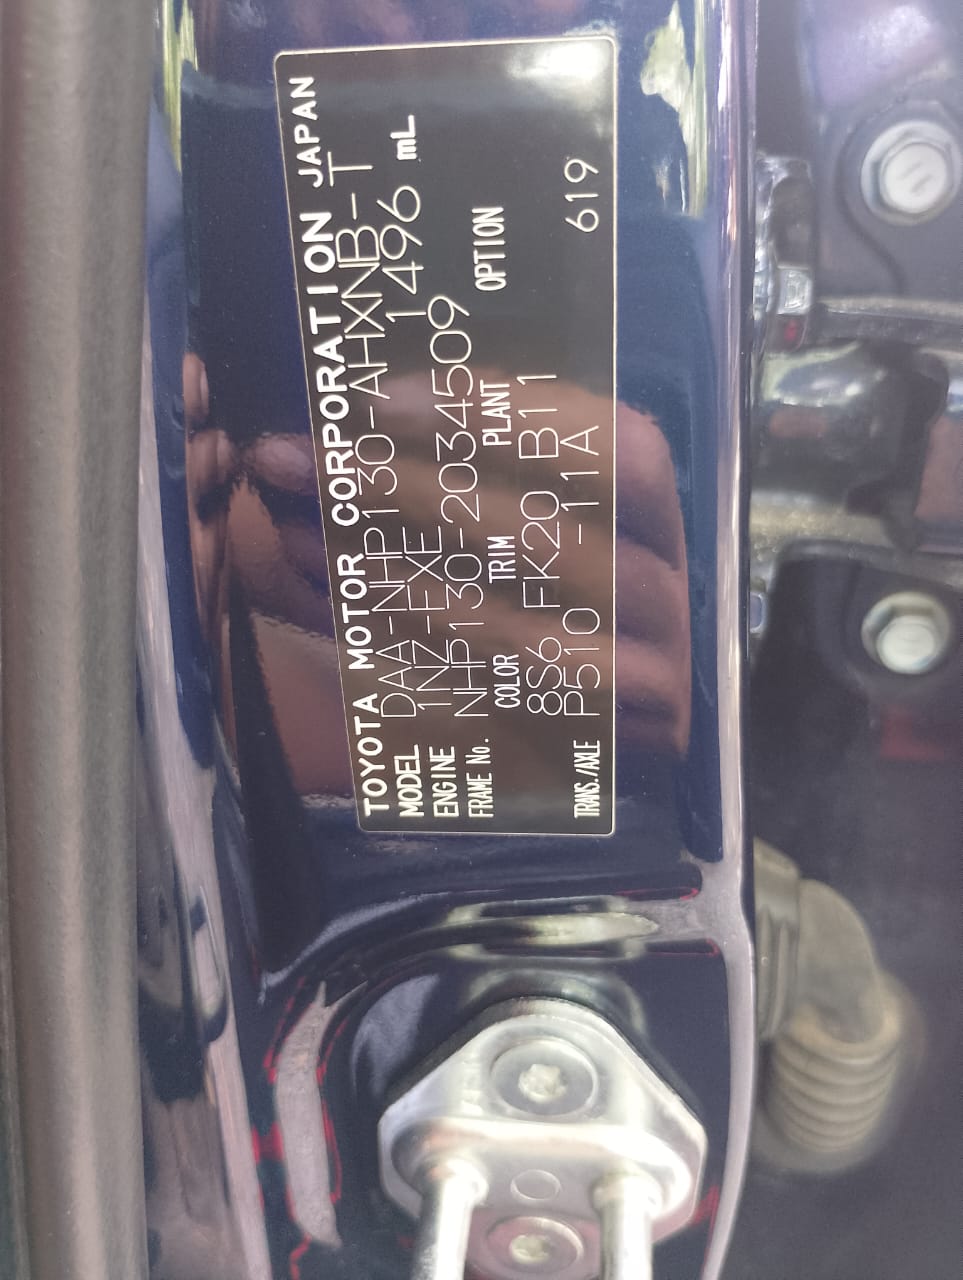 TOYOTA MOTOR CORPORATION JAPAN
MODEL DAA-NHP130-AHXNB-T
ENGINE 1NZ-FXE 1496 mL
FRAME No. NHP130-2034509
COLOR TRIM PLANT OPTION
8S6 FK20 B11
TRANS./AXLE P510 -11A 619